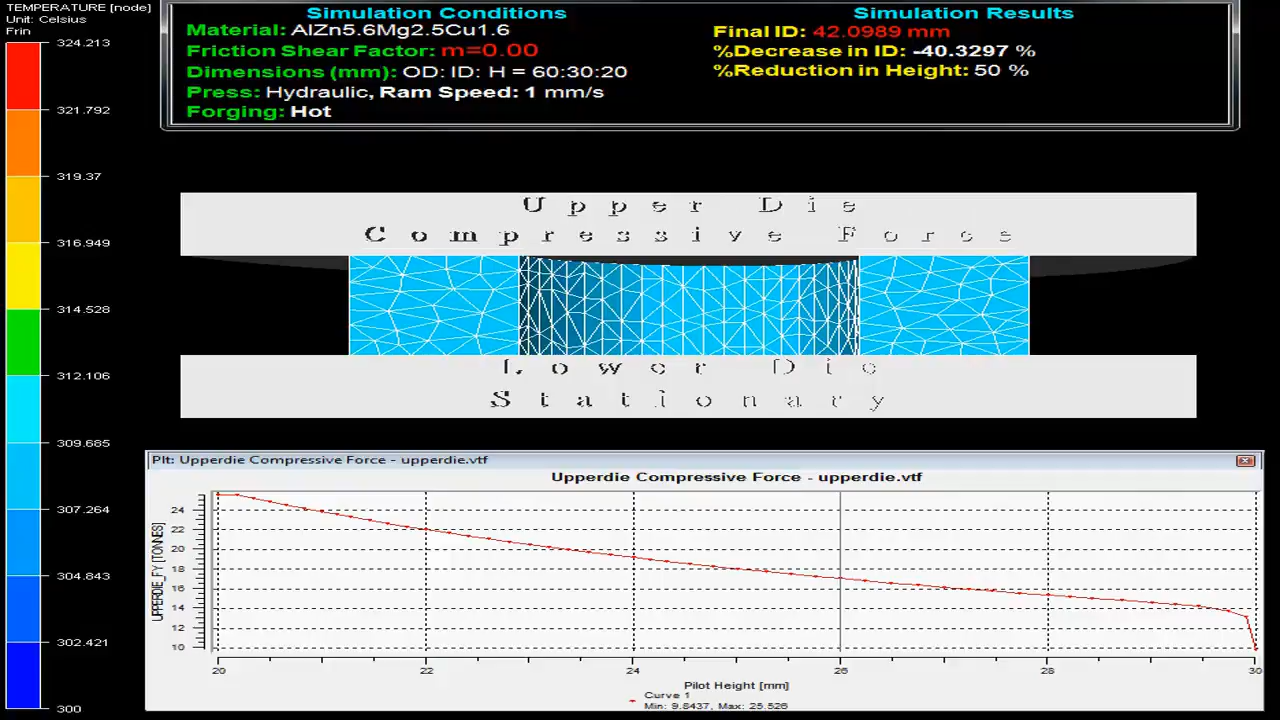 TEMPERATURE [node]
Unit: Celsius
Frin
324.213
321.792
319.37
316.949
314.528
312.106
309.685
307.264
304.843
302.421
300
Simulation Conditions
Material: AlZn5.6Mg2.5Cu1.6
Friction Shear Factor: m=0.00
Dimensions (mm): OD: ID: H = 60:30:20
Press: Hydraulic, Ram Speed: 1 mm/s
Forging: Hot
Simulation Results
Final ID: 42.0989 mm
%Decrease in ID: -40.3297 %
%Reduction in Height: 50 %
Upper Die
Compressive Force
Lower Die
Stationary
Plt: Upperdie Compressive Force - upperdie.vtf
Upperdie Compressive Force - upperdie.vtf
UPPERDIE_FY [TONNES]
24
22
20
18
16
14
12
10
20 22 24 26 28 30
Pilot Height [mm]
Curve 1
Min: 9.8437, Max: 25.526